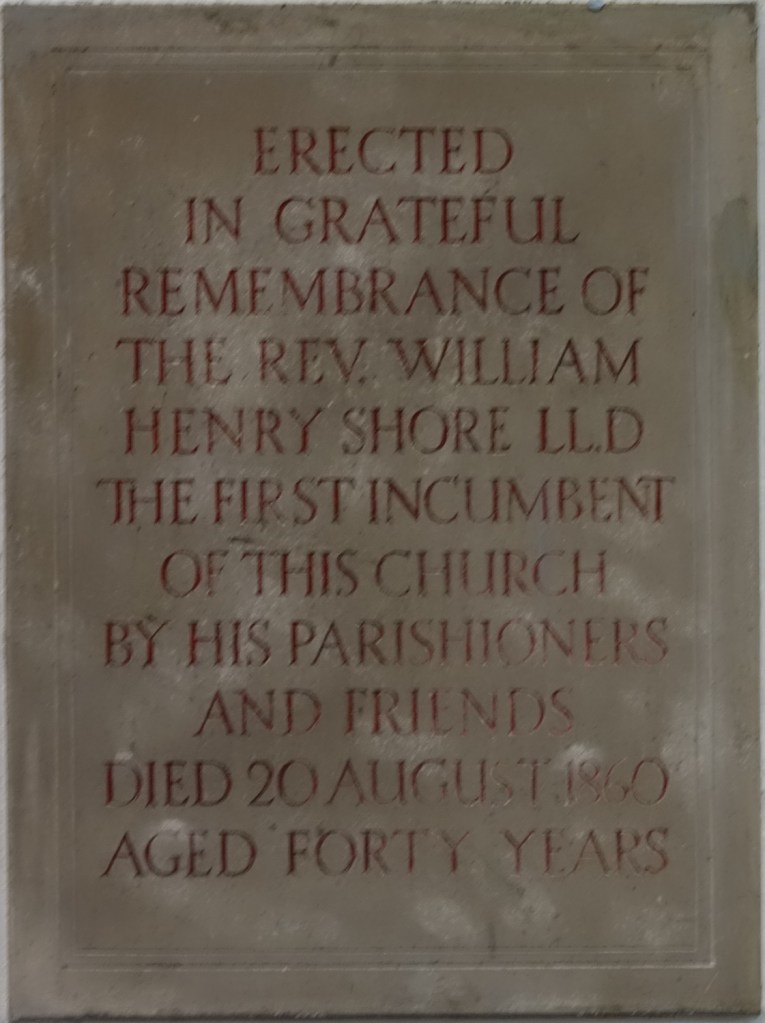 ERECTED
IN GRATEFUL
REMEMBRANCE OF
THE REV. WILLIAM
HENRY SHORE LL.D
THE FIRST INCUMBENT
OF THIS CHURCH
BY HIS PARISHIONERS
AND FRIENDS
DIED 20 AUGUST 1860
AGED FORTY YEARS